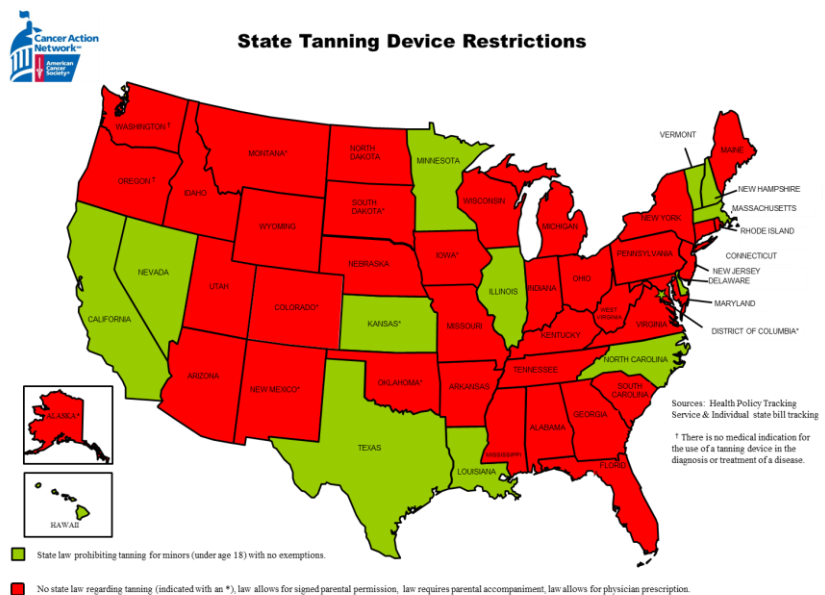 Cancer Action
Network℠
American
Cancer
Society®
State Tanning Device Restrictions
WASHINGTON †
MONTANA*
NORTH
DAKOTA
MINNESOTA
VERMONT
MAINE
OREGON †
IDAHO
SOUTH
DAKOTA*
WISCONSIN
MICHIGAN
NEW YORK
NEW HAMPSHIRE
MASSACHUSETTS
RHODE ISLAND
CONNECTICUT
WYOMING
IOWA*
PENNSYLVANIA
NEW JERSEY
DELAWARE
NEVADA
NEBRASKA
ILLINOIS
INDIANA
OHIO
MARYLAND
UTAH
COLORADO*
KANSAS*
MISSOURI
WEST
VIRGINIA
VIRGINIA
DISTRICT OF COLUMBIA*
CALIFORNIA
KENTUCKY
NORTH CAROLINA
ARIZONA
NEW MEXICO*
OKLAHOMA*
ARKANSAS
TENNESSEE
SOUTH
CAROLINA
TEXAS
LOUISIANA
MISSISSIPPI
ALABAMA
GEORGIA
FLORID
ALASKA*
HAWAII
Sources: Health Policy Tracking
Service & Individual state bill tracking
† There is no medical indication for
the use of a tanning device in the
diagnosis or treatment of a disease.
State law prohibiting tanning for minors (under age 18) with no exemptions.
No state law regarding tanning (indicated with an *), law allows for signed parental permission, law requires parental accompaniment, law allows for physician prescription.